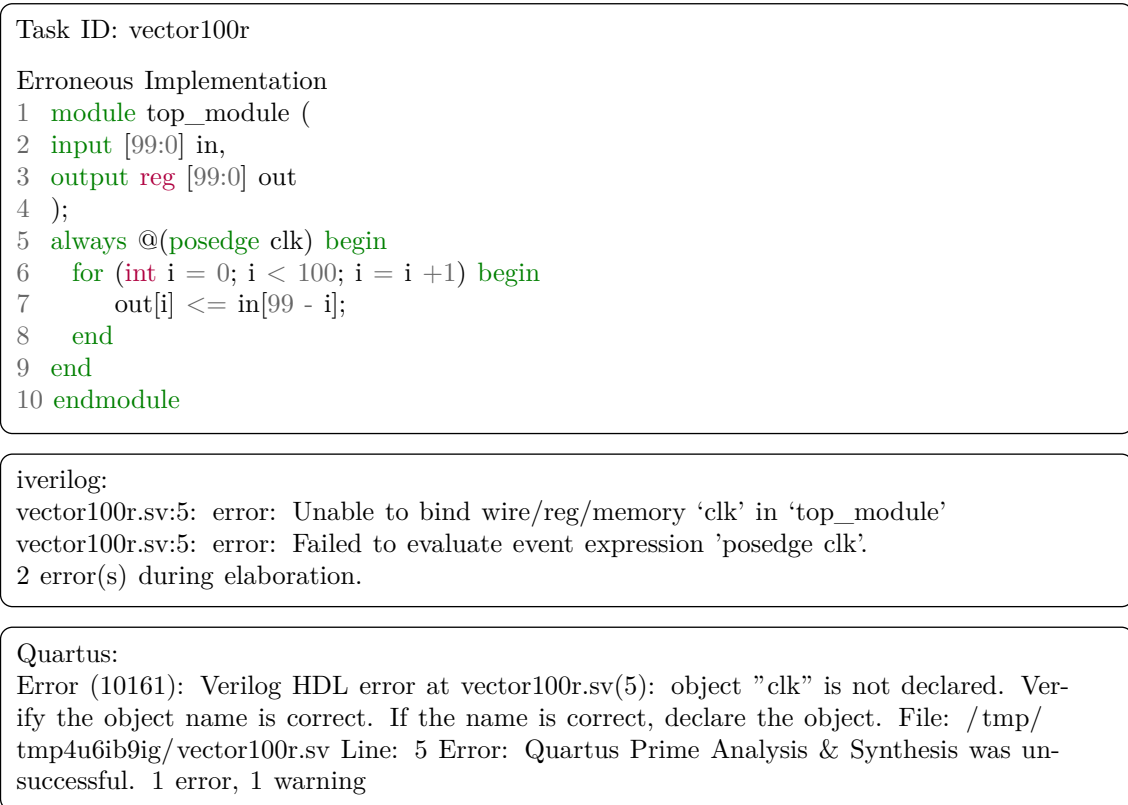 Task ID: vector100r
Erroneous Implementation
1 module top_module (
2 input [99:0] in,
3 output reg [99:0] out
4 );
5 always @(posedge clk) begin
6 for (int i = 0; i < 100; i = i +1) begin
7 out[i] <= in[99 - i];
8 end
9 end
10 endmodule
iverilog:
vector100r.sv:5: error: Unable to bind wire/reg/memory ‘clk’ in ‘top_module’
vector100r.sv:5: error: Failed to evaluate event expression ’posedge clk’.
2 error(s) during elaboration.
Quartus:
Error (10161): Verilog HDL error at vector100r.sv(5): object ”clk” is not declared. Ver-
ify the object name is correct. If the name is correct, declare the object. File: /tmp/
tmp4u6ib9ig/vector100r.sv Line: 5 Error: Quartus Prime Analysis & Synthesis was un-
successful. 1 error, 1 warning